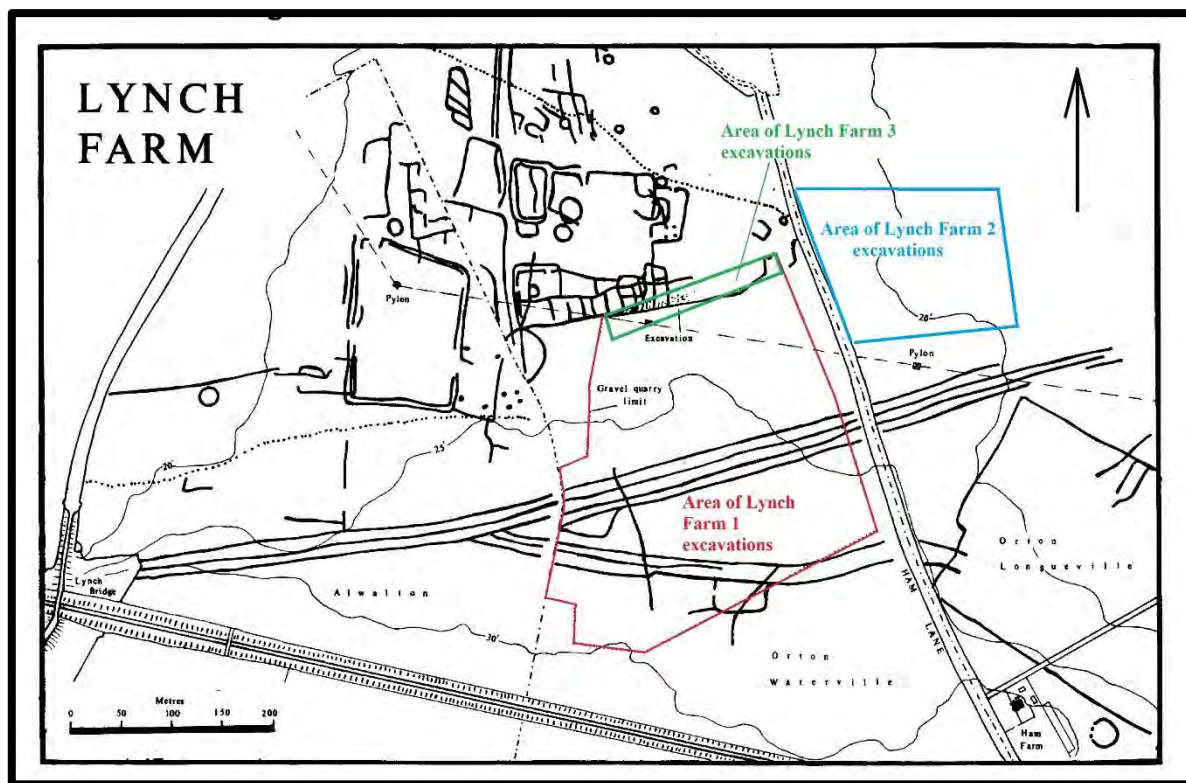 LYNCH
FARM
Area of Lynch Farm 3
excavations
Area of Lynch Farm 2
excavations
Pylon
Excavation
20'
Pylon
Gravel quarry
limit
20'
25'
Area of Lynch
Farm 1
excavations
Orton
Longueville
Lynch
Bridge
Alwalton
HAM LANE
30'
Orton
Waterville
Metres
0 50 100 150 200
Ham
Farm